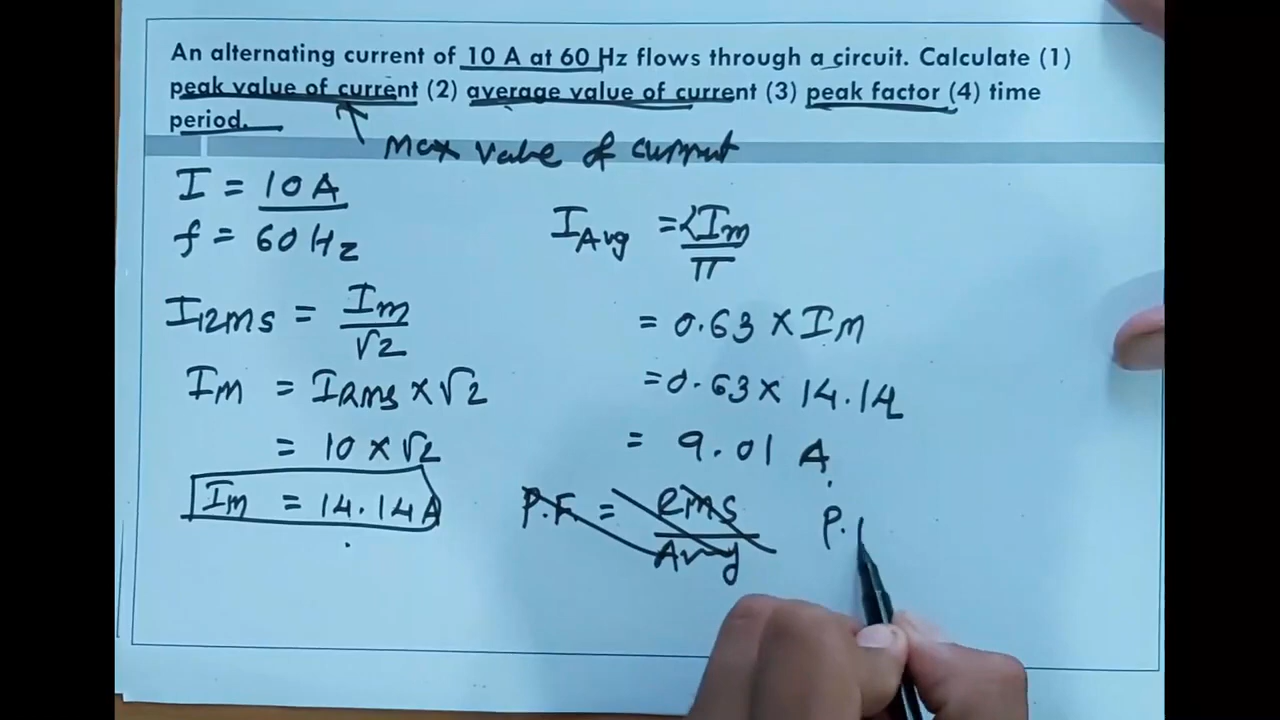 An alternating current of 10 A at 60 Hz flows through a circuit. Calculate (1)
peak value of current (2) average value of current (3) peak factor (4) time
period.
Max value of current
I = 10 A
f = 60 Hz
IRMS = Im / √2
Im = IRMS × √2
= 10 × √2
Im = 14.14 A
IAvg = 2Im / π
= 0.63 × Im
= 0.63 × 14.14
= 9.01 A
P.F. = RMS / Avg
P.